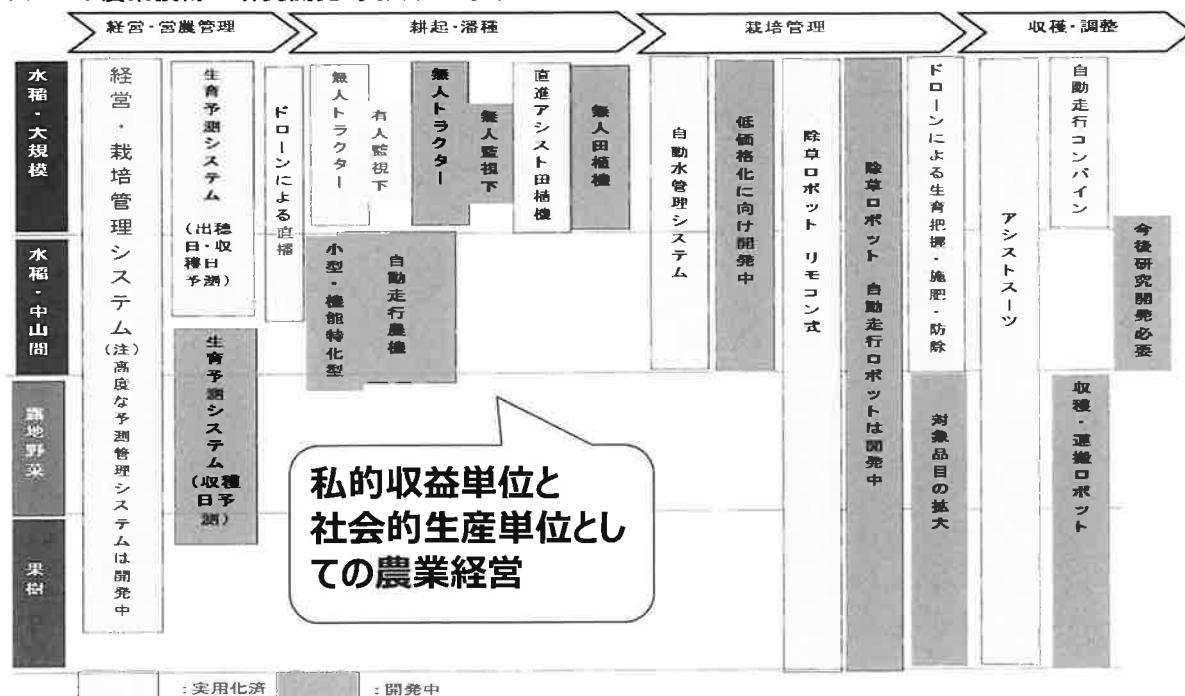 経営・営農管理
耕起・播種
栽培管理
収穫・調整
水稲・大規模
水稲・中山間
露地野菜
果樹
経営・栽培管理システム(注)高度な予測管理システムは開発中
生育予測システム
(出穂
日・収
穫日
予測)
生育予測システム
(収穫
日予
測)
ドローンによる直播
無人トラクター
有人監視下
無人トラクター
無人監視下
直進アシスト田植機
無人田植機
小型・機能特化型
自動走行農機
自動水管理システム
低価格化に向け開発中
除草ロボット リモコン式
除草ロボット 自動走行ロボットは開発中
ドローンによる生育把握・施肥・防除
対象品目の拡大
アシストスーツ
自動走行コンバイン
収穫・運搬ロボット
今後研究開発必要
私的収益単位と
社会的生産単位とし
ての農業経営
:実用化済
:開発中